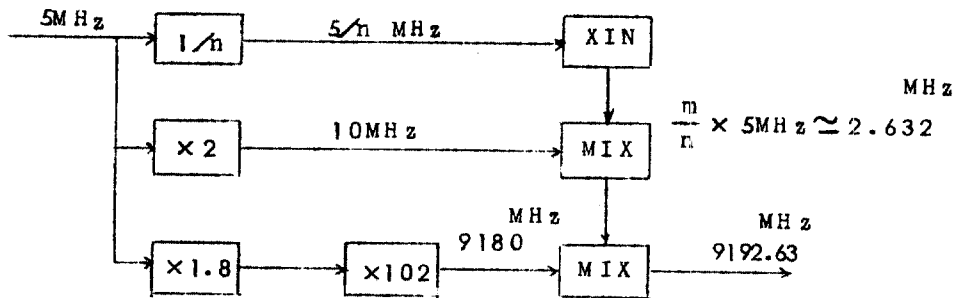 5MHz
1/n
5/n MHz
XIN
m/n × 5MHz ≃ 2.632 MHz
×2
10MHz
MIX
×1.8
×102
9180 MHz
MIX
9192.63 MHz